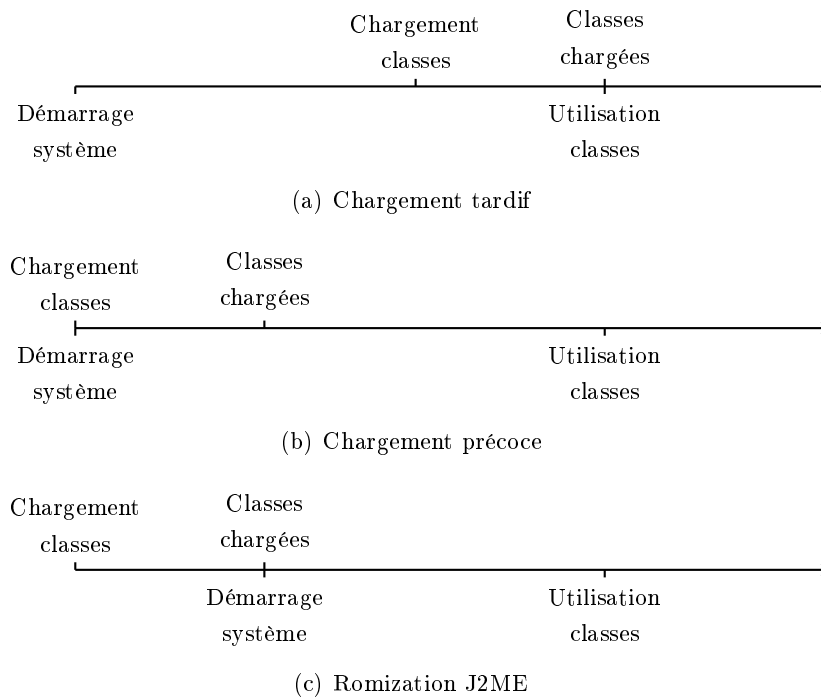 Chargement
classes
Classes
chargées
Démarrage
système
Utilisation
classes
(a) Chargement tardif
Chargement
classes
Classes
chargées
Démarrage
système
Utilisation
classes
(b) Chargement précoce
Chargement
classes
Classes
chargées
Démarrage
système
Utilisation
classes
(c) Romization J2ME